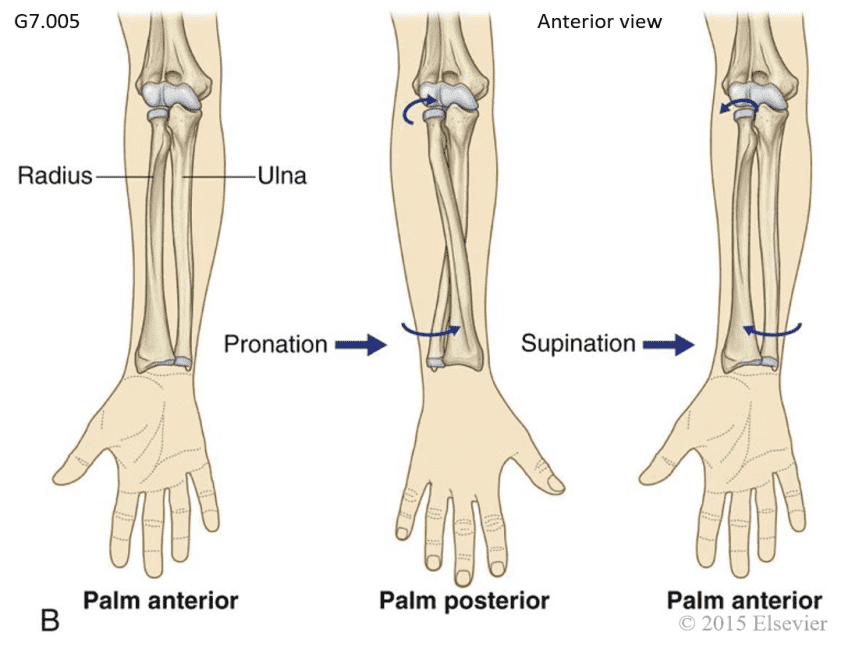 G7.005
Anterior view
Radius
Ulna
Pronation
Supination
Palm anterior
Palm posterior
Palm anterior
B
© 2015 Elsevier